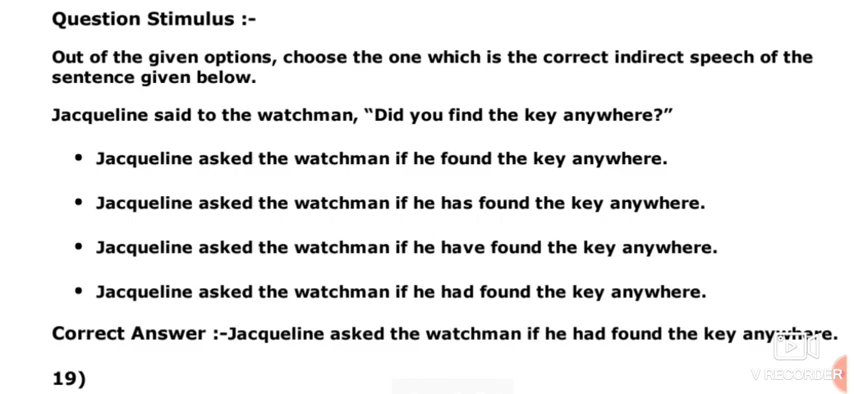 Question Stimulus :-
Out of the given options, choose the one which is the correct indirect speech of the
sentence given below.
Jacqueline said to the watchman, “Did you find the key anywhere?”
• Jacqueline asked the watchman if he found the key anywhere.
• Jacqueline asked the watchman if he has found the key anywhere.
• Jacqueline asked the watchman if he have found the key anywhere.
• Jacqueline asked the watchman if he had found the key anywhere.
Correct Answer :-Jacqueline asked the watchman if he had found the key anywhere.
V RECORDER
19)